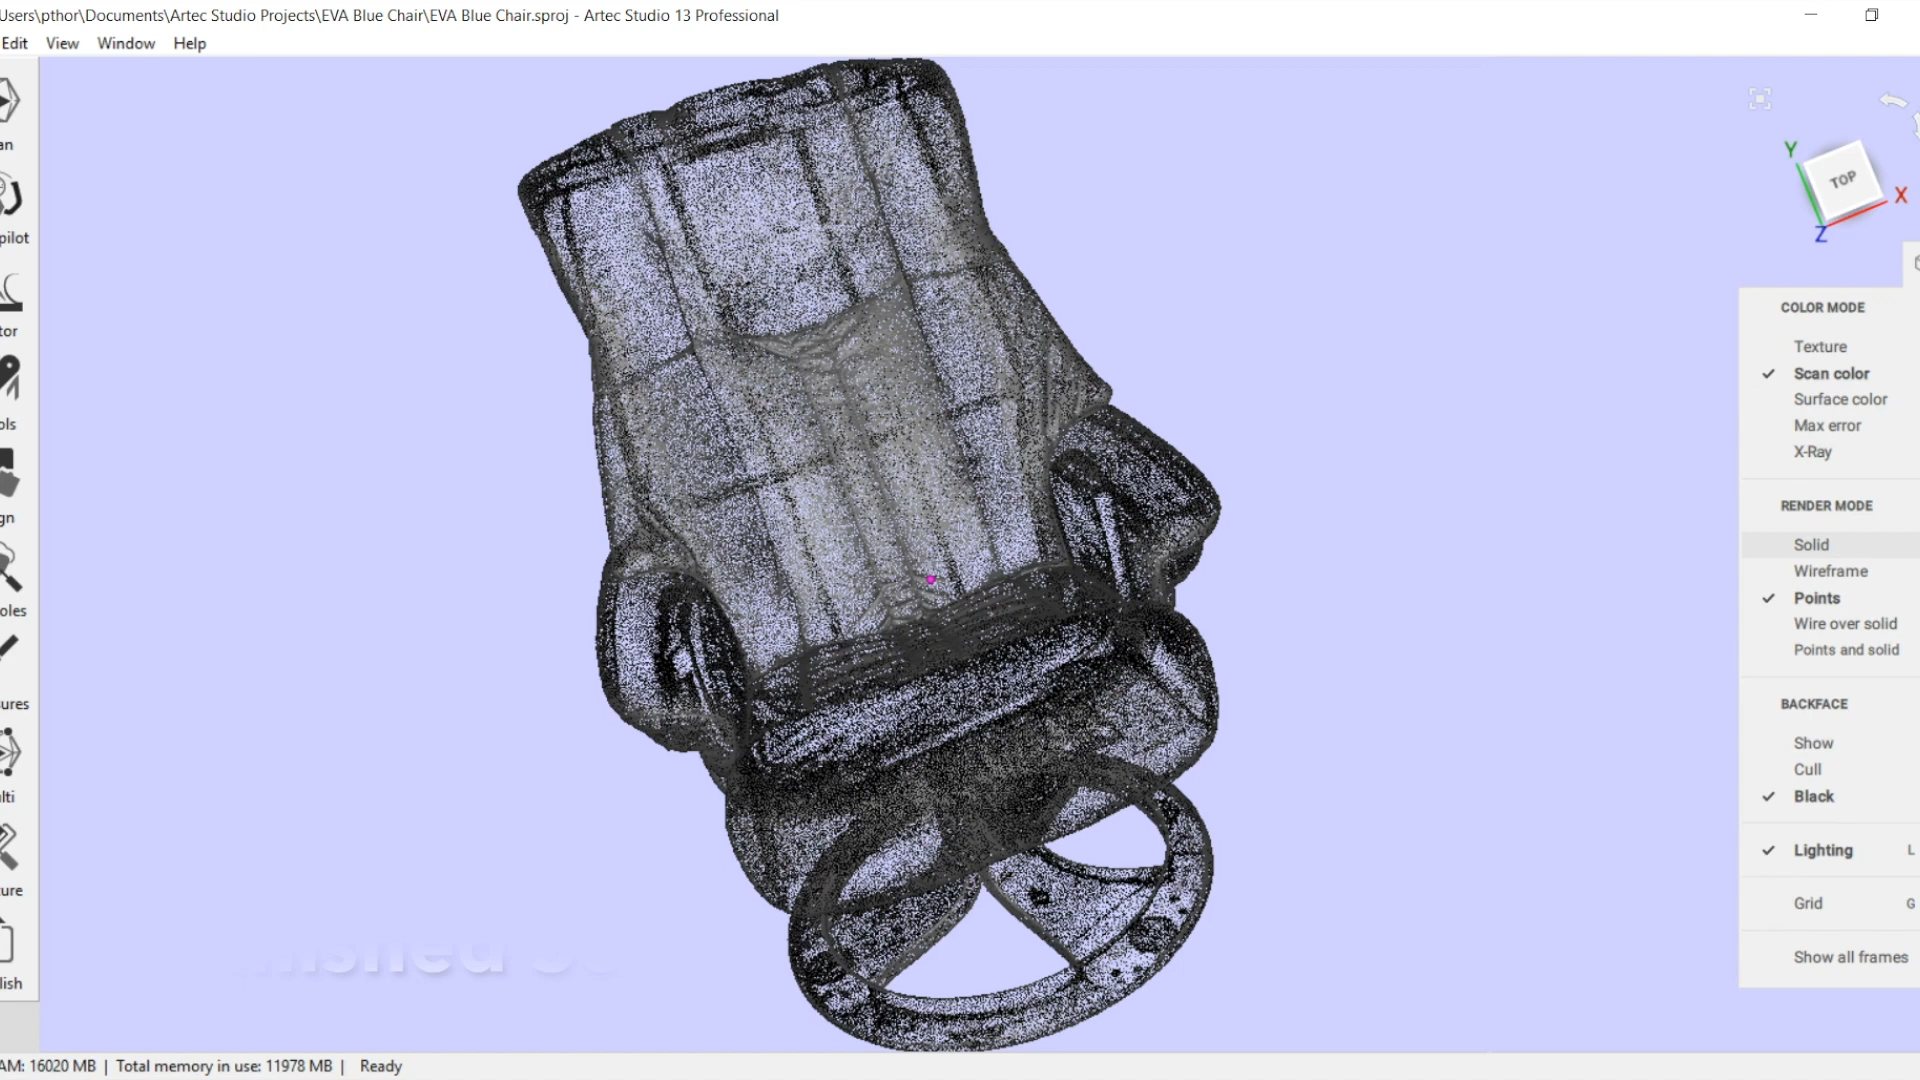 Users\pthor\Documents\Artec Studio Projects\EVA Blue Chair\EVA Blue Chair.sproj - Artec Studio 13 Professional
Edit View Window Help
an
pilot
tor
ols
gn
oles
ures
lti
ure
lish
Y
TOP
X
Z
COLOR MODE
Texture
Scan color
Surface color
Max error
X-Ray
RENDER MODE
Solid
Wireframe
Points
Wire over solid
Points and solid
BACKFACE
Show
Cull
Black
Lighting L
Grid G
Show all frames
AM: 16020 MB | Total memory in use: 11978 MB | Ready